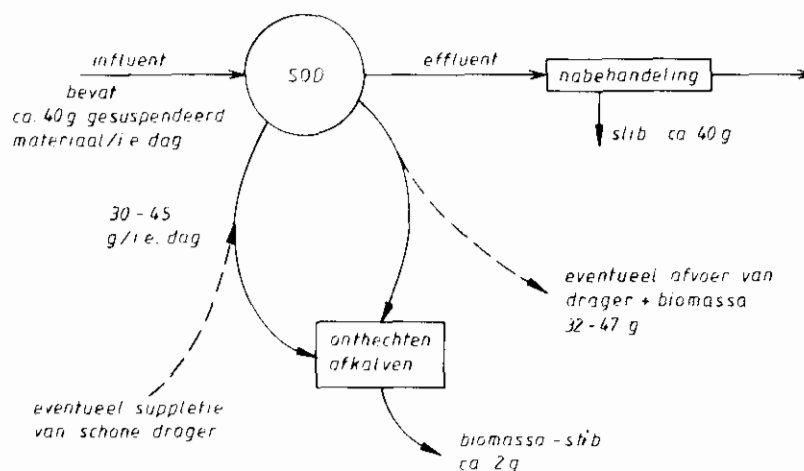 influent
bevat
ca. 40 g gesuspendeerd
materiaal/i e dag
SOD
effluent
nabehandeling
slib ca 40 g
30 - 45
g/i e. dag
eventueel afvoer van
drager + biomassa
32-47 g
onthechten
afkalven
eventueel suppletie
van schone drager
biomassa - slib
ca 2 g